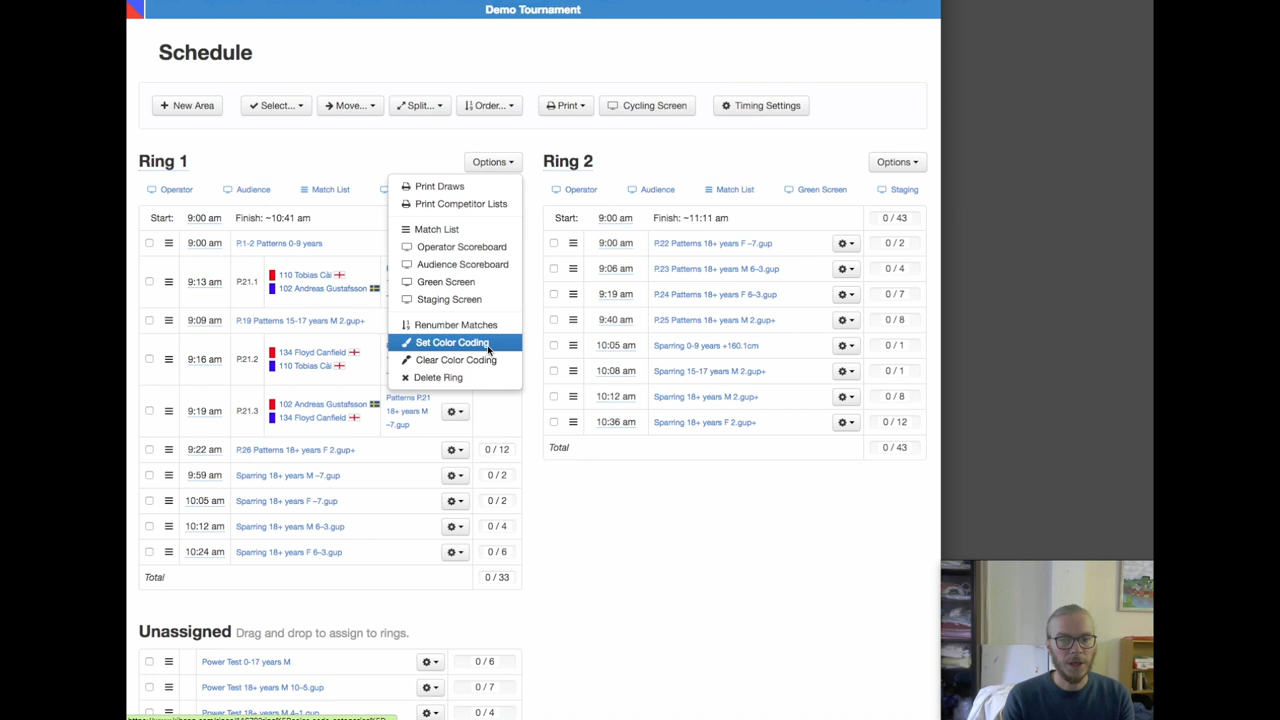 Demo Tournament
Schedule
+ New Area
Select...
Move...
Split...
Order...
Print
Cycling Screen
Timing Settings
Ring 1
Options
Operator
Audience
Match List
Print Draws
Print Competitor Lists
Match List
Operator Scoreboard
Audience Scoreboard
Green Screen
Staging Screen
Renumber Matches
Set Color Coding
Clear Color Coding
Delete Ring
Start: 9:00 am Finish: ~10:41 am
9:00 am P.1-2 Patterns 0-9 years
9:13 am P.21.1 110 Tobias Cài
102 Andreas Gustafsson
9:09 am P.19 Patterns 15-17 years M 2.gup+
9:16 am P.21.2 134 Floyd Canfield
110 Tobias Cài
9:19 am P.21.3 102 Andreas Gustafsson
134 Floyd Canfield
Patterns P.21
18+ years M
–7.gup
9:22 am P.26 Patterns 18+ years F 2.gup+ 0 / 12
9:59 am Sparring 18+ years M –7.gup 0 / 2
10:05 am Sparring 18+ years F –7.gup 0 / 2
10:12 am Sparring 18+ years M 6–3.gup 0 / 4
10:24 am Sparring 18+ years F 6–3.gup 0 / 6
Total 0 / 33
Ring 2
Options
Operator
Audience
Match List
Green Screen
Staging
Start: 9:00 am Finish: ~11:11 am 0 / 43
9:00 am P.22 Patterns 18+ years F –7.gup 0 / 2
9:06 am P.23 Patterns 18+ years M 6–3.gup 0 / 4
9:19 am P.24 Patterns 18+ years F 6–3.gup 0 / 7
9:40 am P.25 Patterns 18+ years M 2.gup+ 0 / 8
10:05 am Sparring 0-9 years +160.1cm 0 / 1
10:08 am Sparring 15-17 years M 2.gup+ 0 / 1
10:12 am Sparring 18+ years M 2.gup+ 0 / 8
10:36 am Sparring 18+ years F 2.gup+ 0 / 12
Total 0 / 43
Unassigned Drag and drop to assign to rings.
Power Test 0-17 years M 0 / 6
Power Test 18+ years M 10–5.gup 0 / 7
Power Test 18+ years M 4–1.gup 0 / 4